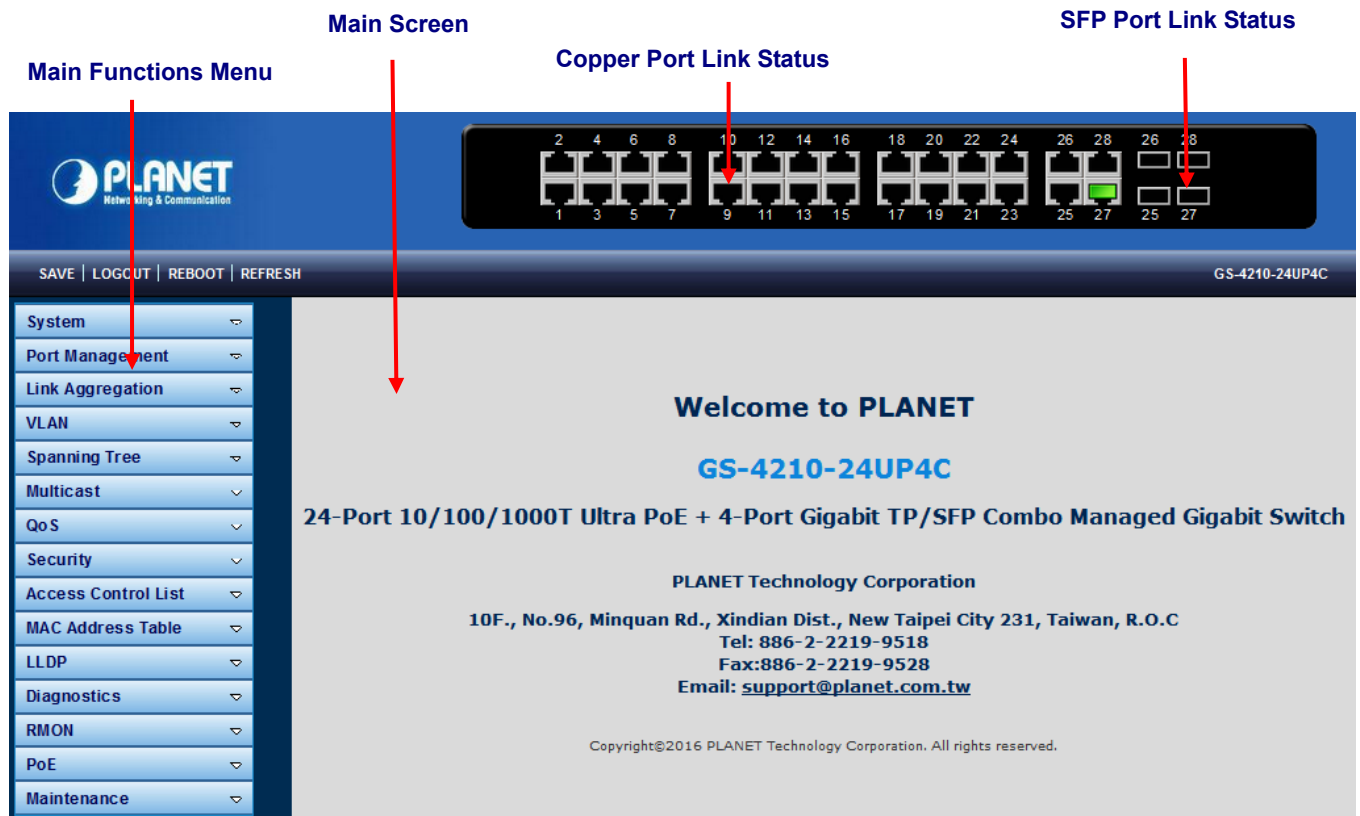 Main Screen
SFP Port Link Status
Copper Port Link Status
Main Functions Menu
2 4 6 8 10 12 14 16 18 20 22 24 26 28 26 28
PLANET
Networking & Communication
1 3 5 7 9 11 13 15 17 19 21 23 25 27 25 27
SAVE | LOGOUT | REBOOT | REFRESH
GS-4210-24UP4C
System
Port Management
Link Aggregation
VLAN
Spanning Tree
Multicast
QoS
Security
Access Control List
MAC Address Table
LLDP
Diagnostics
RMON
PoE
Maintenance
Welcome to PLANET
GS-4210-24UP4C
24-Port 10/100/1000T Ultra PoE + 4-Port Gigabit TP/SFP Combo Managed Gigabit Switch
PLANET Technology Corporation
10F., No.96, Minquan Rd., Xindian Dist., New Taipei City 231, Taiwan, R.O.C
Tel: 886-2-2219-9518
Fax:886-2-2219-9528
Email: support@planet.com.tw
Copyright©2016 PLANET Technology Corporation. All rights reserved.